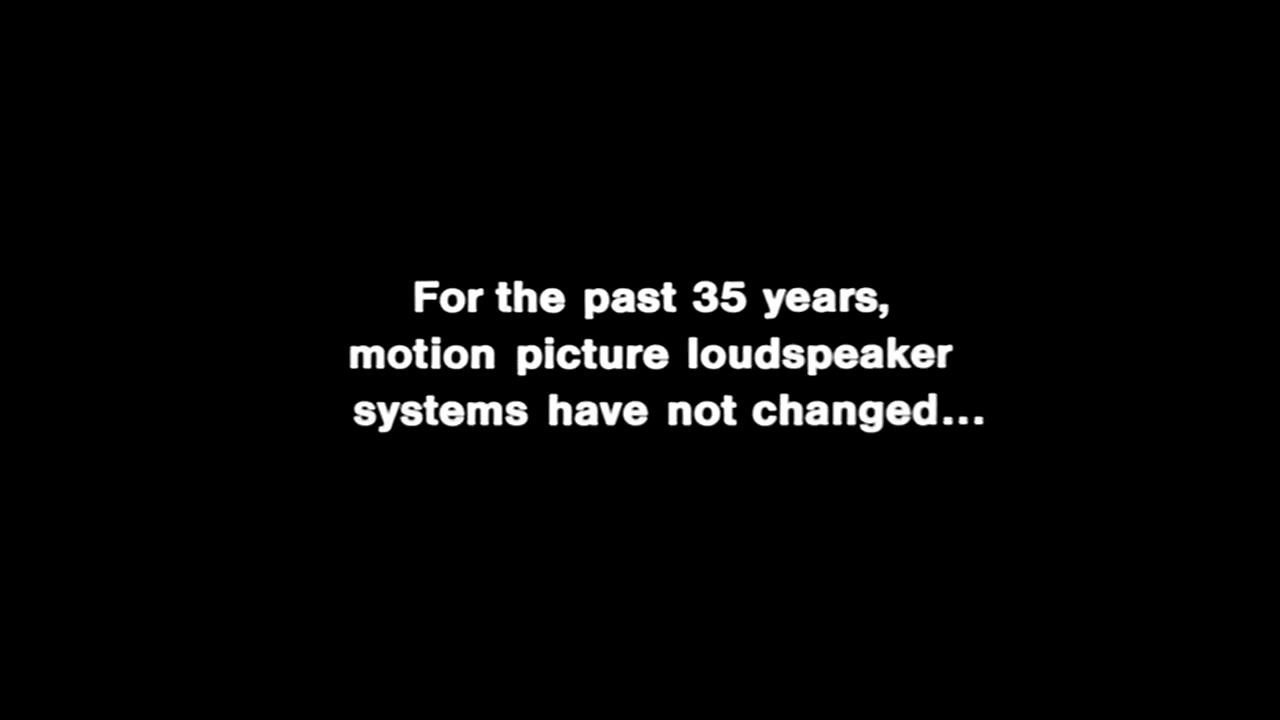 For the past 35 years,
motion picture loudspeaker
systems have not changed...